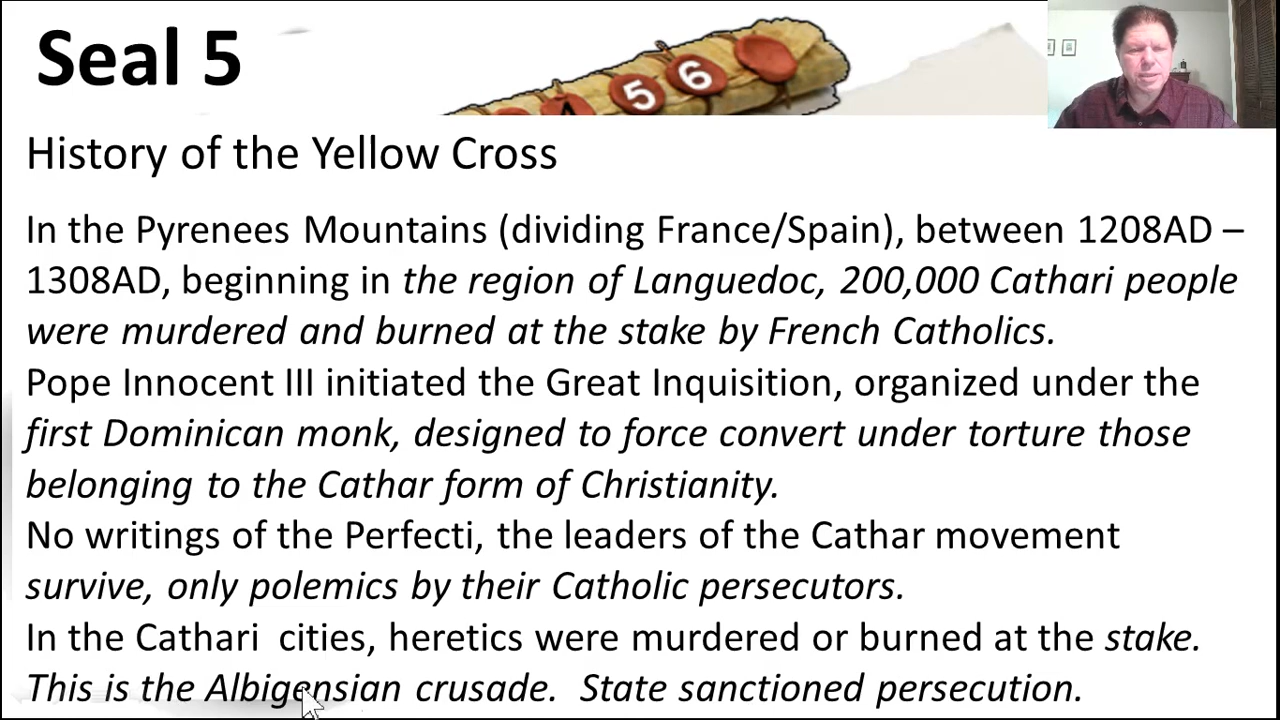 Seal 5
5 6
History of the Yellow Cross
In the Pyrenees Mountains (dividing France/Spain), between 1208AD –
1308AD, beginning in the region of Languedoc, 200,000 Cathari people
were murdered and burned at the stake by French Catholics.
Pope Innocent III initiated the Great Inquisition, organized under the
first Dominican monk, designed to force convert under torture those
belonging to the Cathar form of Christianity.
No writings of the Perfecti, the leaders of the Cathar movement
survive, only polemics by their Catholic persecutors.
In the Cathari cities, heretics were murdered or burned at the stake.
This is the Albigensian crusade. State sanctioned persecution.